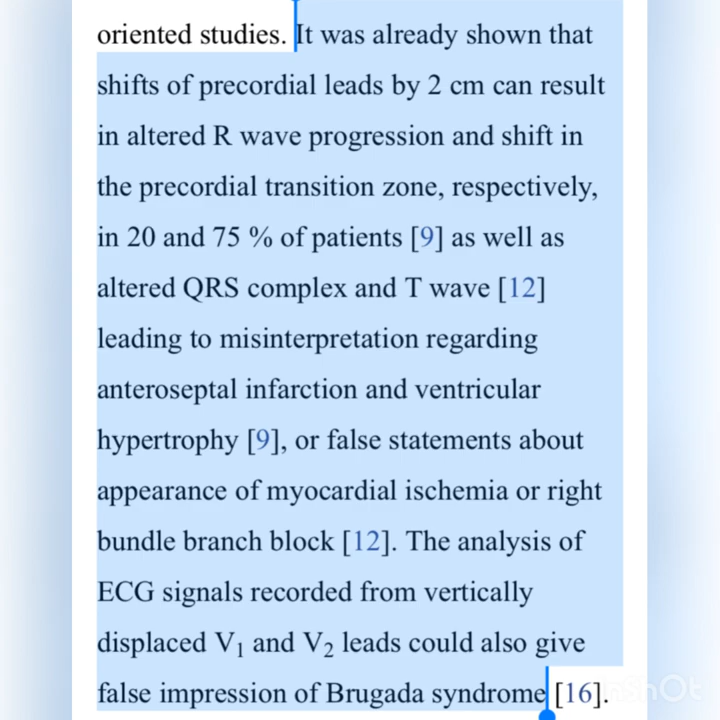 oriented studies. It was already shown that
shifts of precordial leads by 2 cm can result
in altered R wave progression and shift in
the precordial transition zone, respectively,
in 20 and 75 % of patients [9] as well as
altered QRS complex and T wave [12]
leading to misinterpretation regarding
anteroseptal infarction and ventricular
hypertrophy [9], or false statements about
appearance of myocardial ischemia or right
bundle branch block [12]. The analysis of
ECG signals recorded from vertically
displaced V₁ and V₂ leads could also give
false impression of Brugada syndrome [16].
InShOt